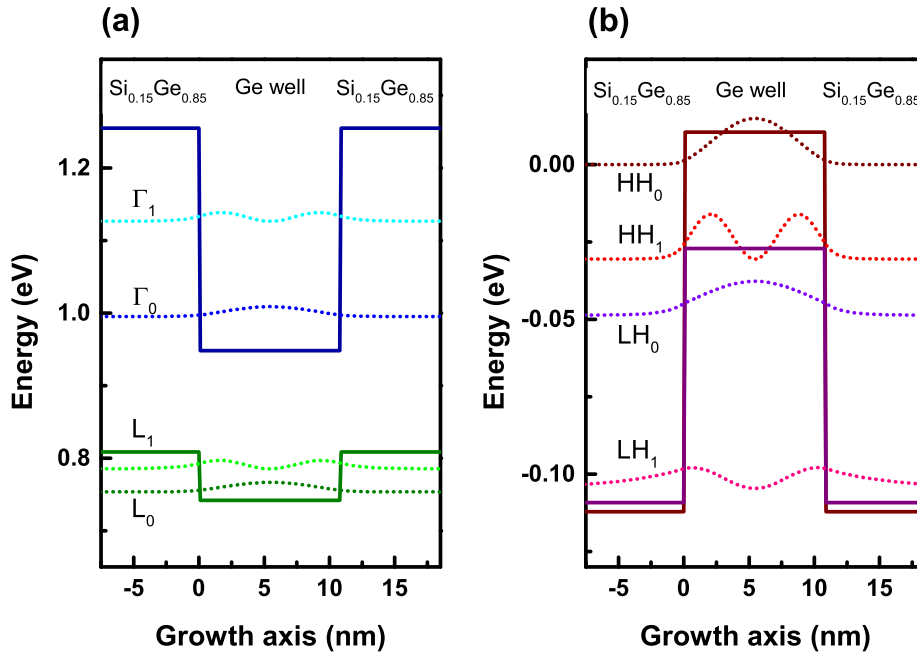 (a)
Si0.15Ge0.85 Ge well Si0.15Ge0.85
1.2
1.0
0.8
Energy (eV)
Γ1
Γ0
L1
L0
-5 0 5 10 15
Growth axis (nm)
(b)
Si0.15Ge0.85 Ge well Si0.15Ge0.85
0.00
-0.05
-0.10
Energy (eV)
HH0
HH1
LH0
LH1
-5 0 5 10 15
Growth axis (nm)